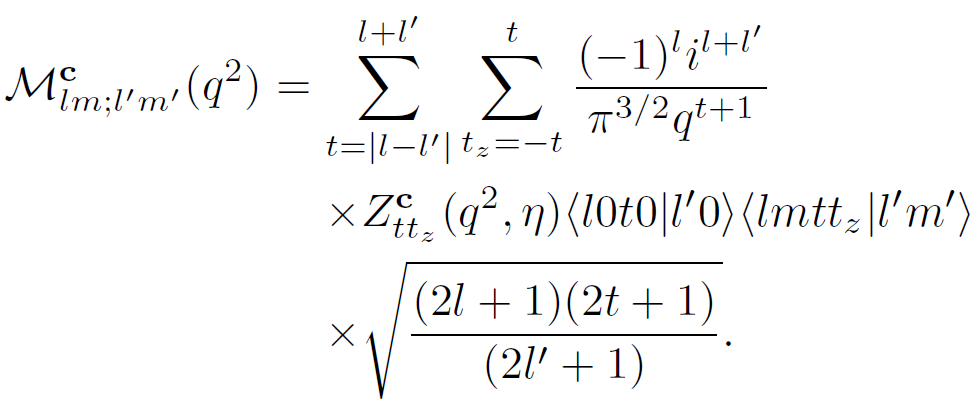 \mathcal{M}^{\mathbf{c}}_{lm;l'm'}(q^2) = \sum_{t=|l-l'|}^{l+l'} \sum_{t_z=-t}^{t} \frac{(-1)^l i^{l+l'}}{\pi^{3/2} q^{t+1}}
\times Z^{\mathbf{c}}_{tt_z}(q^2, \eta) \langle l0t0|l'0 \rangle \langle lmtt_z|l'm' \rangle
\times \sqrt{\frac{(2l+1)(2t+1)}{(2l'+1)}}.